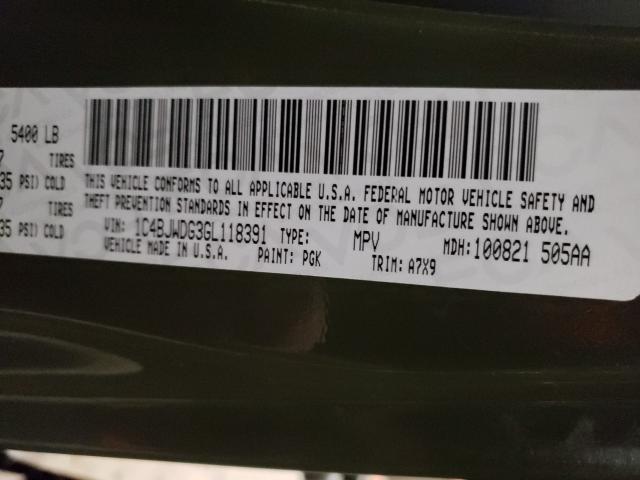 5400 LB
TIRES
35 PSI) COLD
TIRES
35 PSI) COLD
THIS VEHICLE CONFORMS TO ALL APPLICABLE U.S.A. FEDERAL MOTOR VEHICLE SAFETY AND
THEFT PREVENTION STANDARDS IN EFFECT ON THE DATE OF MANUFACTURE SHOWN ABOVE.
VIN: 1C4BJWDG3GL118391 TYPE: MPV MDH: 100821 505AA
VEHICLE MADE IN U.S.A. PAINT: PGK TRIM: A7X9